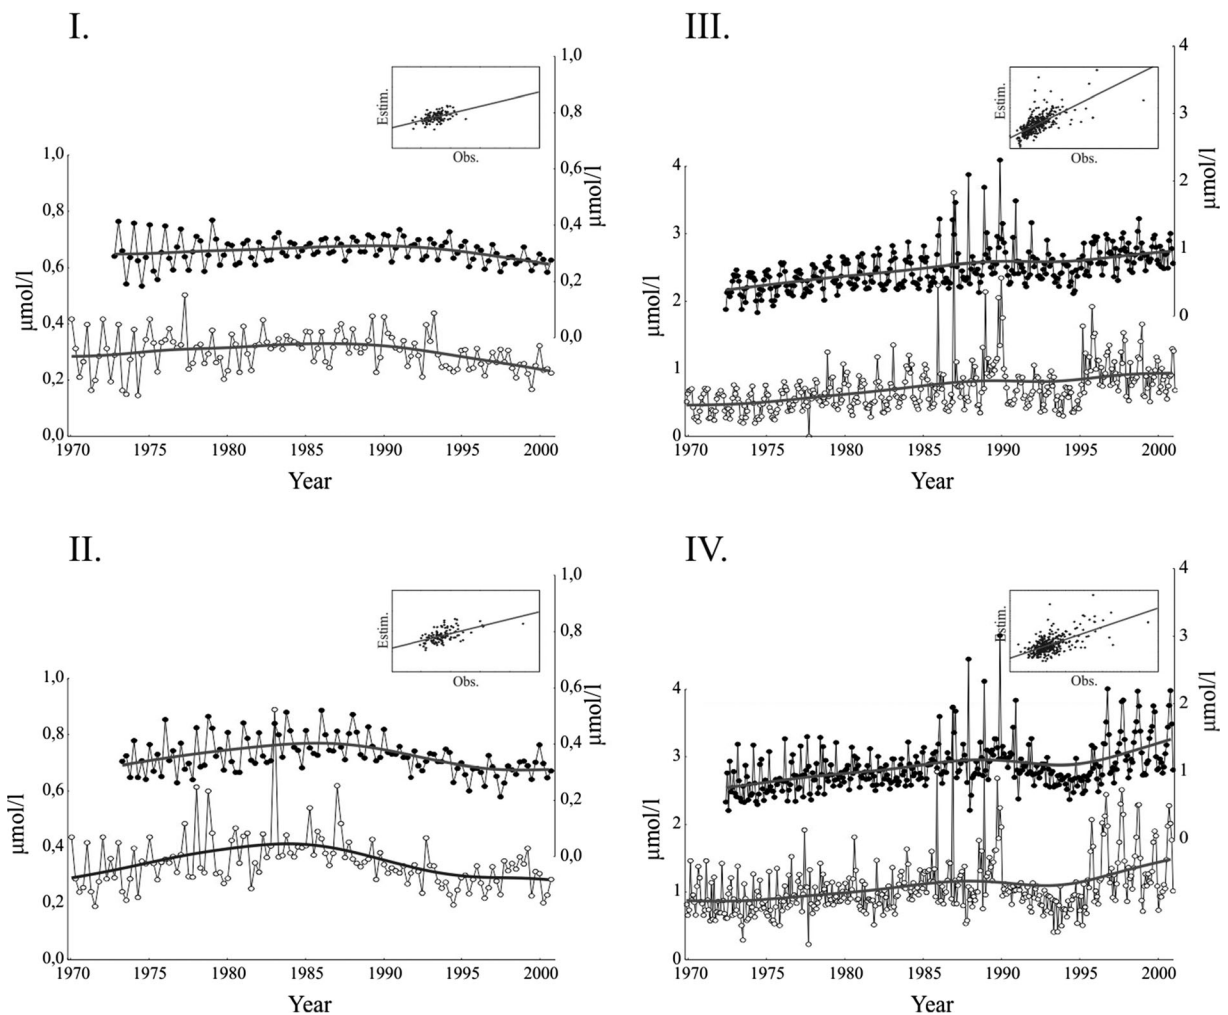 I.
1,0
0,8
0,6
0,4
0,2
0,0
μmol/l
1,0
0,8
0,6
0,4
0,2
0,0
μmol/l
Estim.
Obs.
1970 1975 1980 1985 1990 1995 2000
Year
III.
4
3
2
1
0
μmol/l
4
3
2
1
0
μmol/l
Estim.
Obs.
1970 1975 1980 1985 1990 1995 2000
Year
II.
1,0
0,8
0,6
0,4
0,2
0,0
μmol/l
1,0
0,8
0,6
0,4
0,2
0,0
μmol/l
Estim.
Obs.
1970 1975 1980 1985 1990 1995 2000
Year
IV.
4
3
2
1
0
μmol/l
4
3
2
1
0
μmol/l
Estim.
Obs.
1970 1975 1980 1985 1990 1995 2000
Year